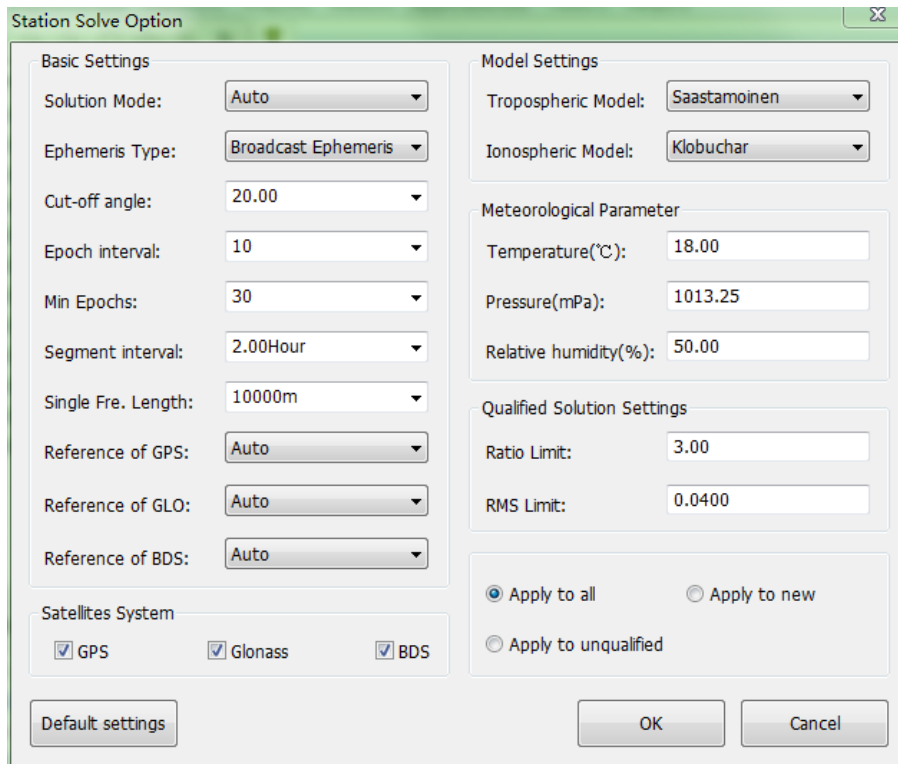 Station Solve Option
Basic Settings
Solution Mode: Auto
Ephemeris Type: Broadcast Ephemeris
Cut-off angle: 20.00
Epoch interval: 10
Min Epochs: 30
Segment interval: 2.00Hour
Single Fre. Length: 10000m
Reference of GPS: Auto
Reference of GLO: Auto
Reference of BDS: Auto
Satellites System
GPS Glonass BDS
Model Settings
Tropospheric Model: Saastamoinen
Ionospheric Model: Klobuchar
Meteorological Parameter
Temperature(℃): 18.00
Pressure(mPa): 1013.25
Relative humidity(%): 50.00
Qualified Solution Settings
Ratio Limit: 3.00
RMS Limit: 0.0400
Apply to all Apply to new
Apply to unqualified
Default settings OK Cancel